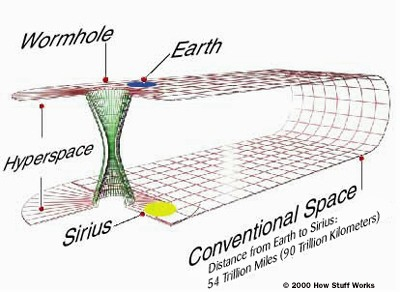 Wormhole
Earth
Hyperspace
Sirius
Conventional Space
Distance from Earth to Sirius:
54 Trillion Miles (90 Trillion Kilometers)
© 2000 How Stuff Works